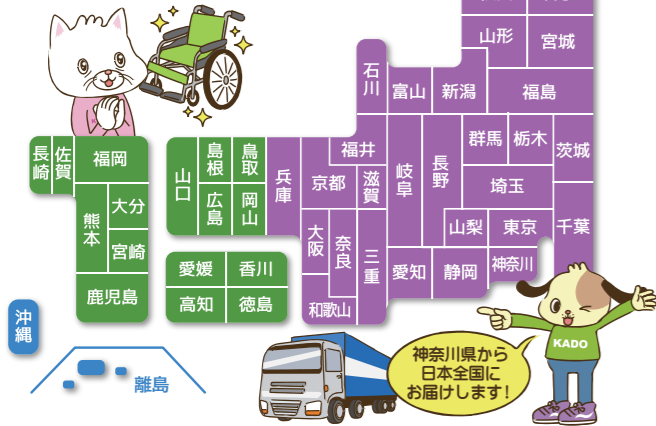 山形
宮城
石川
富山
新潟
福島
長崎
佐賀
福岡
山口
島根
鳥取
兵庫
福井
岐阜
長野
群馬
栃木
茨城
京都
滋賀
埼玉
熊本
大分
広島
岡山
大阪
奈良
三重
山梨
東京
千葉
宮崎
愛媛
香川
愛知
静岡
神奈川
鹿児島
高知
徳島
和歌山
沖縄
離島
KADO
神奈川県から
日本全国に
お届けします!